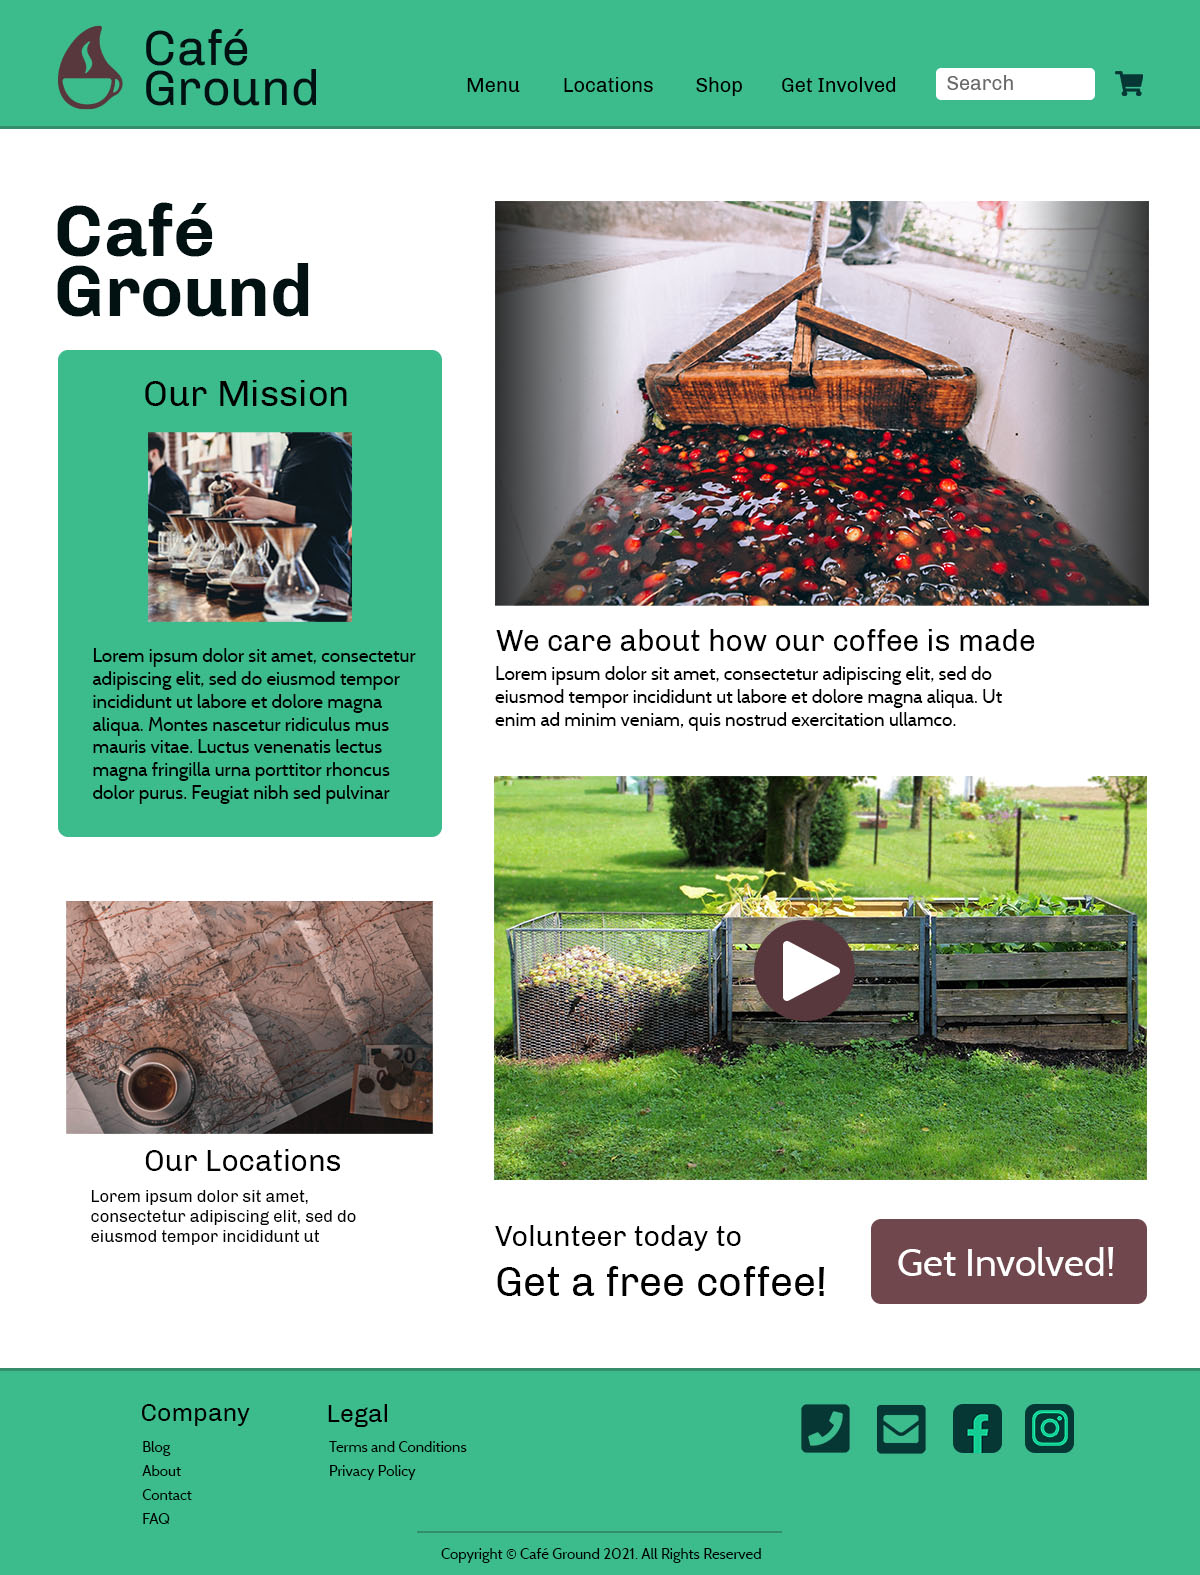 Café
Ground
Menu Locations Shop Get Involved Search
Café
Ground
Our Mission
Lorem ipsum dolor sit amet, consectetur
adipiscing elit, sed do eiusmod tempor
incididunt ut labore et dolore magna
aliqua. Montes nascetur ridiculus mus
mauris vitae. Luctus venenatis lectus
magna fringilla urna porttitor rhoncus
dolor purus. Feugiat nibh sed pulvinar
We care about how our coffee is made
Lorem ipsum dolor sit amet, consectetur adipiscing elit, sed do
eiusmod tempor incididunt ut labore et dolore magna aliqua. Ut
enim ad minim veniam, quis nostrud exercitation ullamco.
20
Our Locations
Lorem ipsum dolor sit amet,
consectetur adipiscing elit, sed do
eiusmod tempor incididunt ut
Volunteer today to
Get a free coffee!
Get Involved!
Company
Blog
About
Contact
FAQ
Legal
Terms and Conditions
Privacy Policy
Copyright © Café Ground 2021. All Rights Reserved